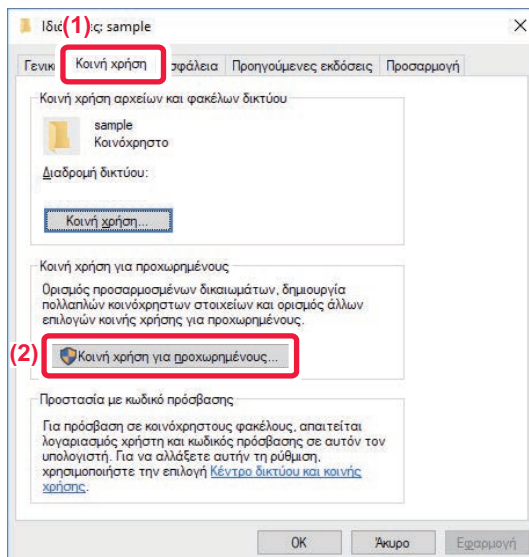 (1)
Ιδιό ες: sample
Γενικ Κοινή χρήση σφάλεια Προηγούμενες εκδόσεις Προσαρμογή
Κοινή χρήση αρχείων και φακέλων δικτύου
sample
Κοινόχρηστο
Διαδρομή δικτύου:
Κοινή χρήση...
Κοινή χρήση για προχωρημένους
Ορισμός προσαρμοσμένων δικαιωμάτων, δημιουργία
πολλαπλών κοινόχρηστων στοιχείων και ορισμός άλλων
επιλογών κοινής χρήσης για προχωρημένους.
(2)
Κοινή χρήση για προχωρημένους...
Προστασία με κωδικό πρόσβασης
Για πρόσβαση σε κοινόχρηστους φακέλους, απαιτείται
λογαριασμός χρήστη και κωδικός πρόσβασης σε αυτόν τον
υπολογιστή. Για να αλλάξετε αυτήν τη ρύθμιση,
χρησιμοποιήστε την επιλογή Κέντρο δικτύου και κοινής
χρήσης.
OK Άκυρο Εφαρμογή